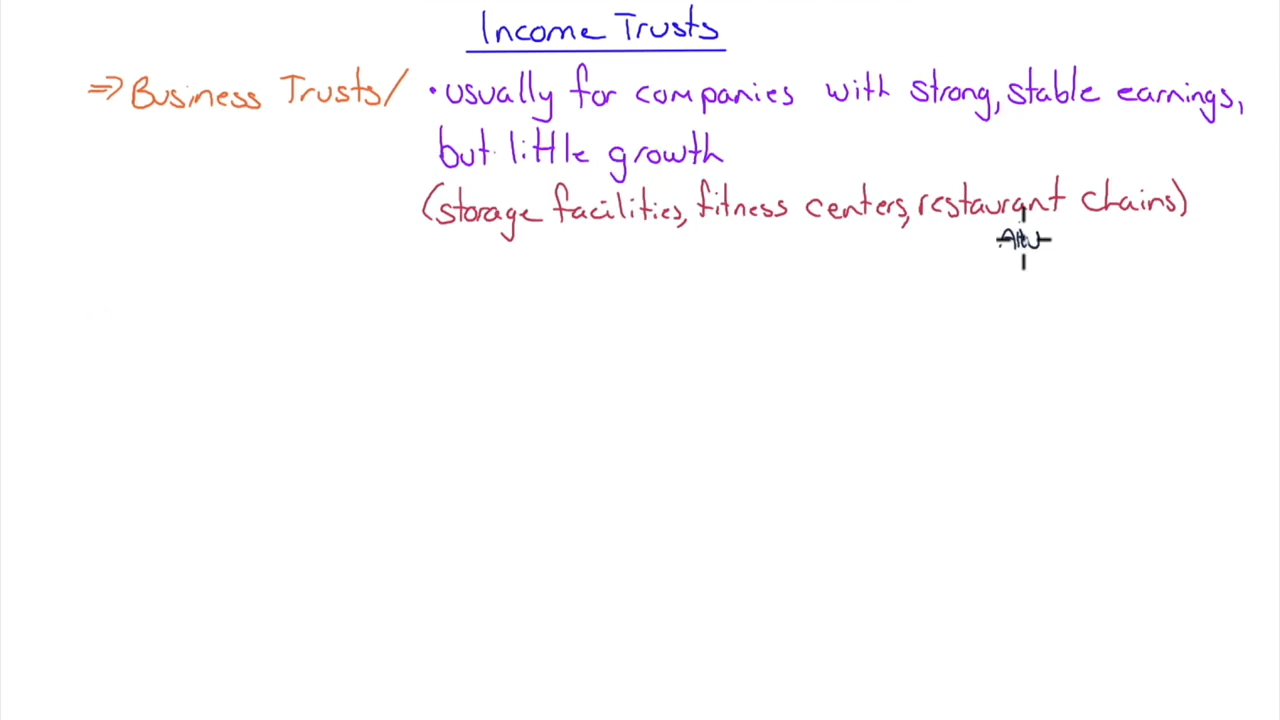 Income Trusts
⇒ Business Trusts/ • usually for companies with strong, stable earnings,
but little growth
(storage facilities, fitness centers, restaurant chains)